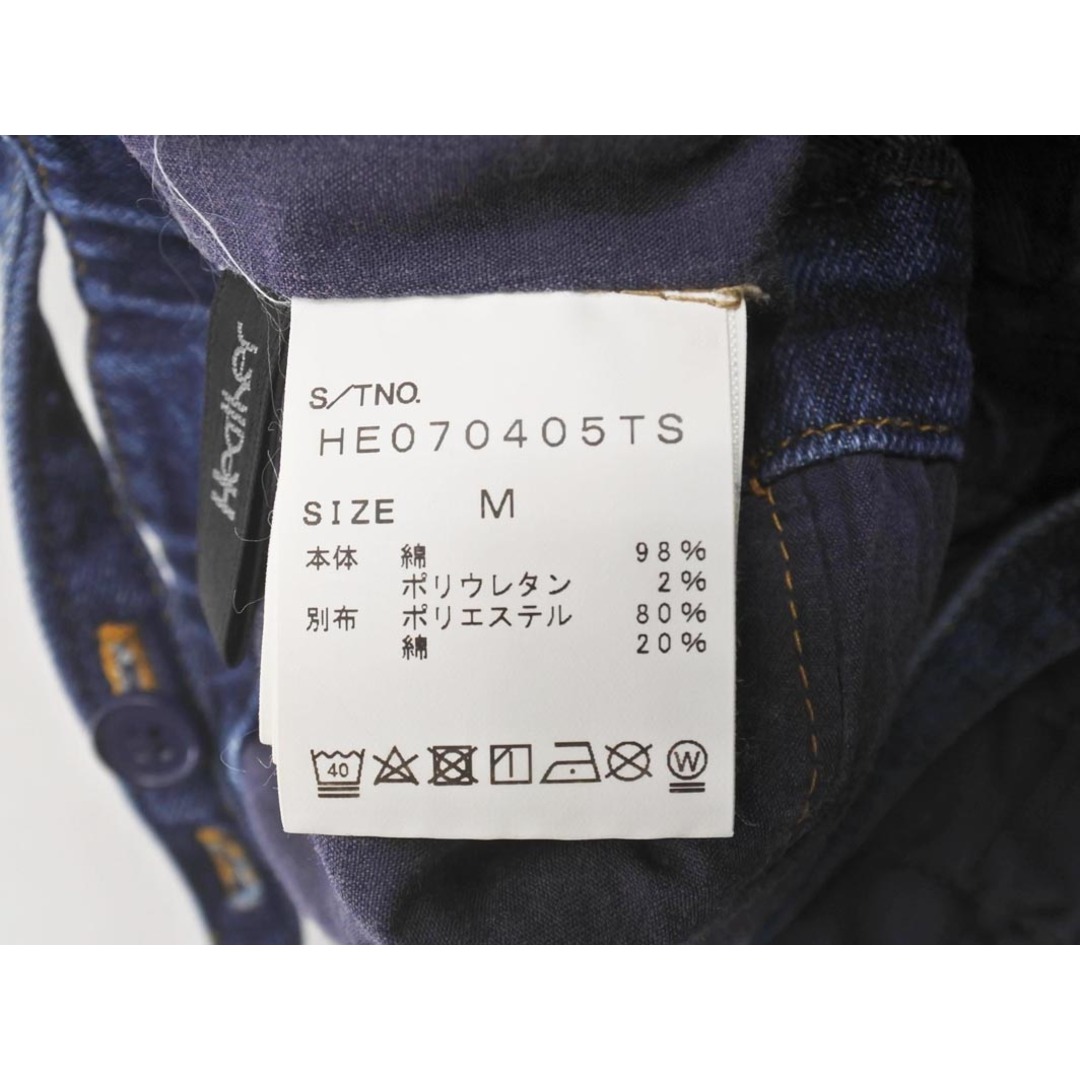 S/TNO.
HE070405TS
SIZE M
本体 綿 98%
ポリウレタン 2%
別布 ポリエステル 80%
綿 20%
40
W